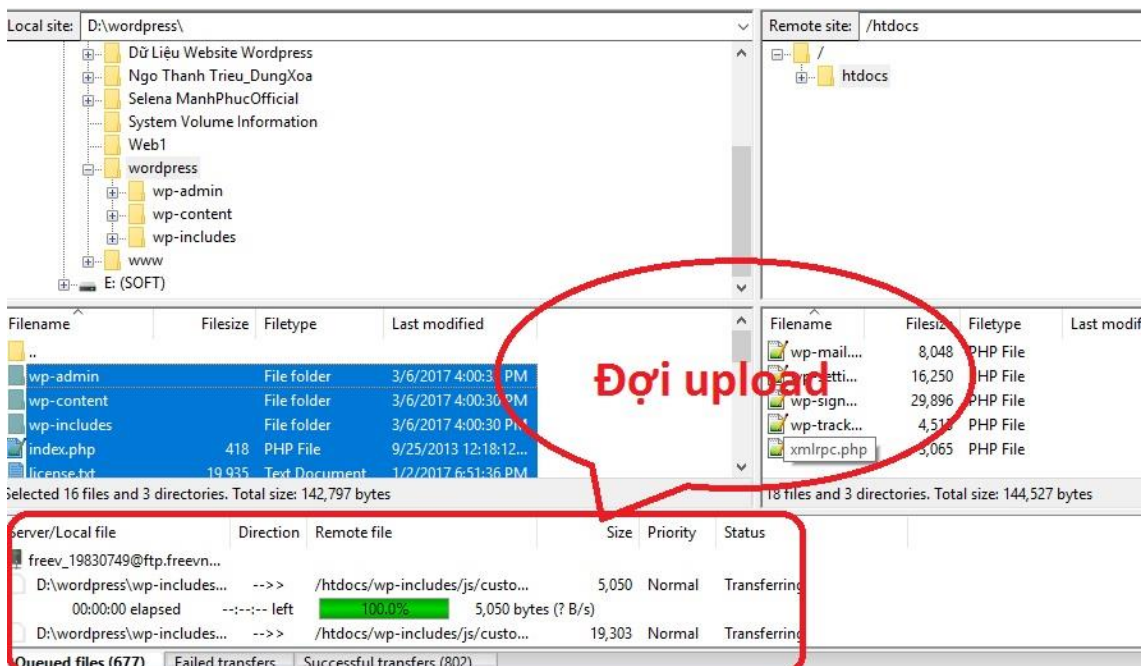 Local site: D:\wordpress\
Dữ Liệu Website Wordpress
Ngo Thanh Trieu_DungXoa
Selena ManhPhucOfficial
System Volume Information
Web1
wordpress
wp-admin
wp-content
wp-includes
www
E: (SOFT)
Remote site: /htdocs
/
htdocs
Filename Filesize Filetype Last modified
..
wp-admin File folder 3/6/2017 4:00:3 PM
wp-content File folder 3/6/2017 4:00:30 PM
wp-includes File folder 3/6/2017 4:00:30 PM
index.php 418 PHP File 9/25/2013 12:18:12...
license.txt 19,935 Text Document 1/2/2017 6:51:36 PM
Selected 16 files and 3 directories. Total size: 142,797 bytes
Đợi upload
Filename Filesize Filetype Last modif
wp-mail.... 8,048 PHP File
wp-setti... 16,250 PHP File
wp-sign... 29,896 PHP File
wp-track... 4,513 PHP File
xmlrpc.php 3,065 PHP File
18 files and 3 directories. Total size: 144,527 bytes
Server/Local file Direction Remote file Size Priority Status
freev_19830749@ftp.freevn...
D:\wordpress\wp-includes... -->> /htdocs/wp-includes/js/custo... 5,050 Normal Transferring
00:00:00 elapsed --:--:-- left 100.0% 5,050 bytes (? B/s)
D:\wordpress\wp-includes... -->> /htdocs/wp-includes/js/custo... 19,303 Normal Transferring
Queued files (677) Failed transfers Successful transfers (802)